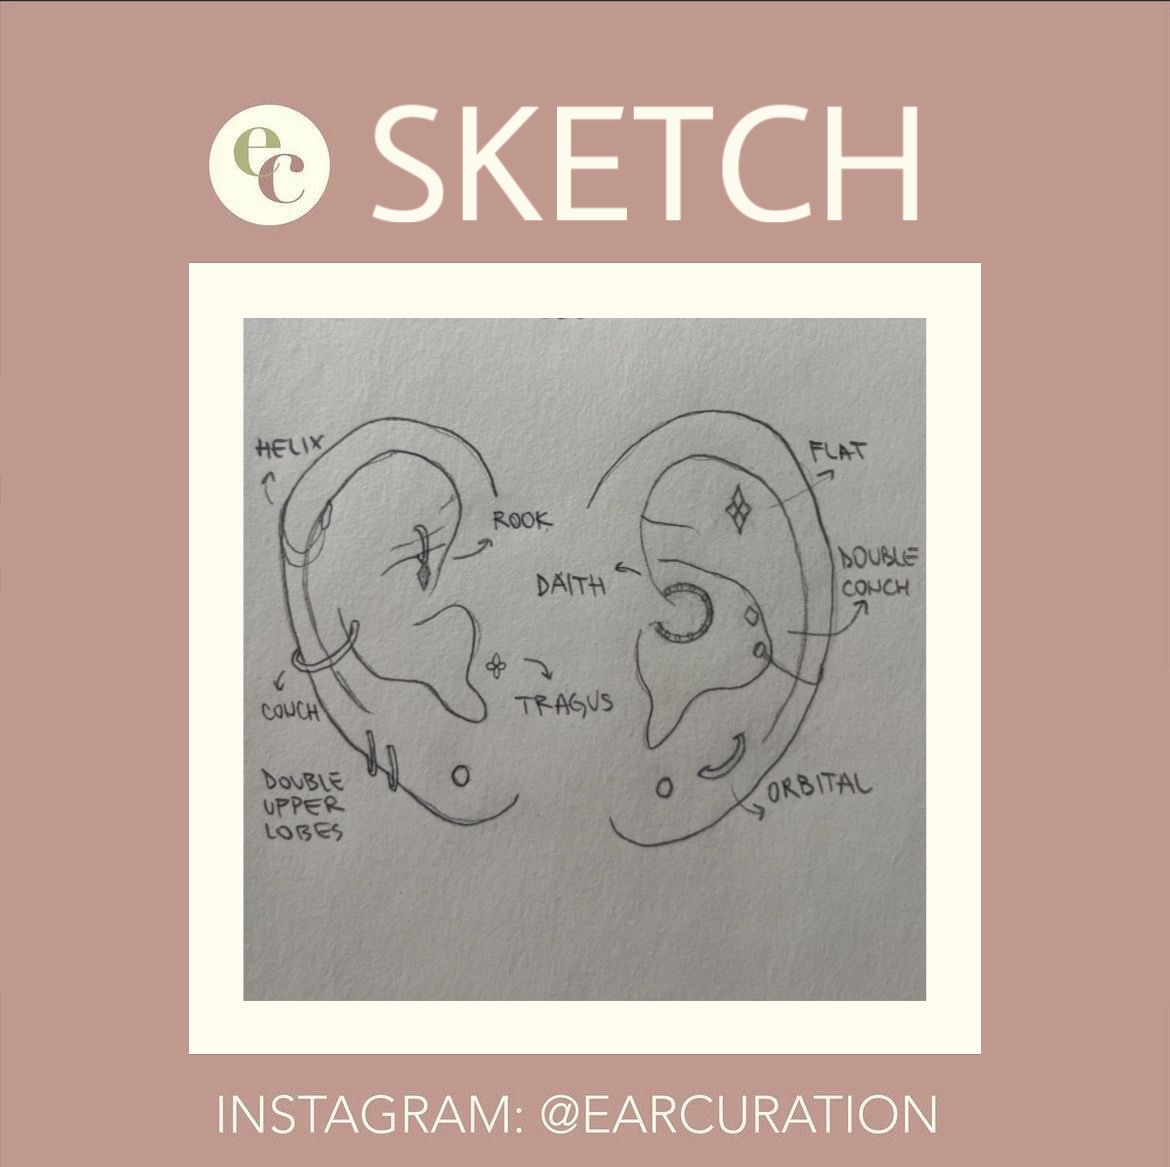 ec
SKETCH
HELIX
ROOK
CONCH
TRAGUS
DOUBLE
UPPER
LOBES
FLAT
DAITH
DOUBLE
CONCH
ORBITAL
INSTAGRAM: @EARCURATION